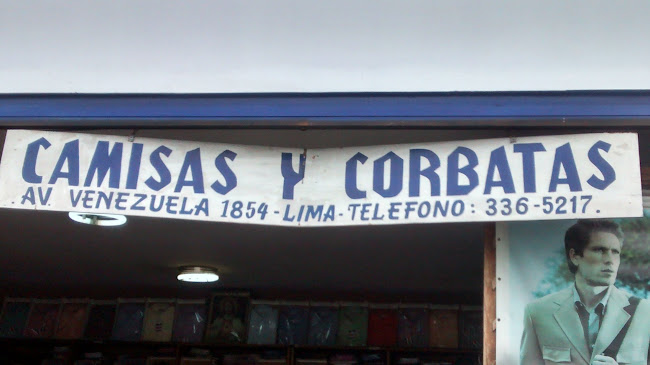 CAMISAS Y CORBATAS
AV. VENEZUELA 1854 - LIMA - TELEFONO: 336-5217.